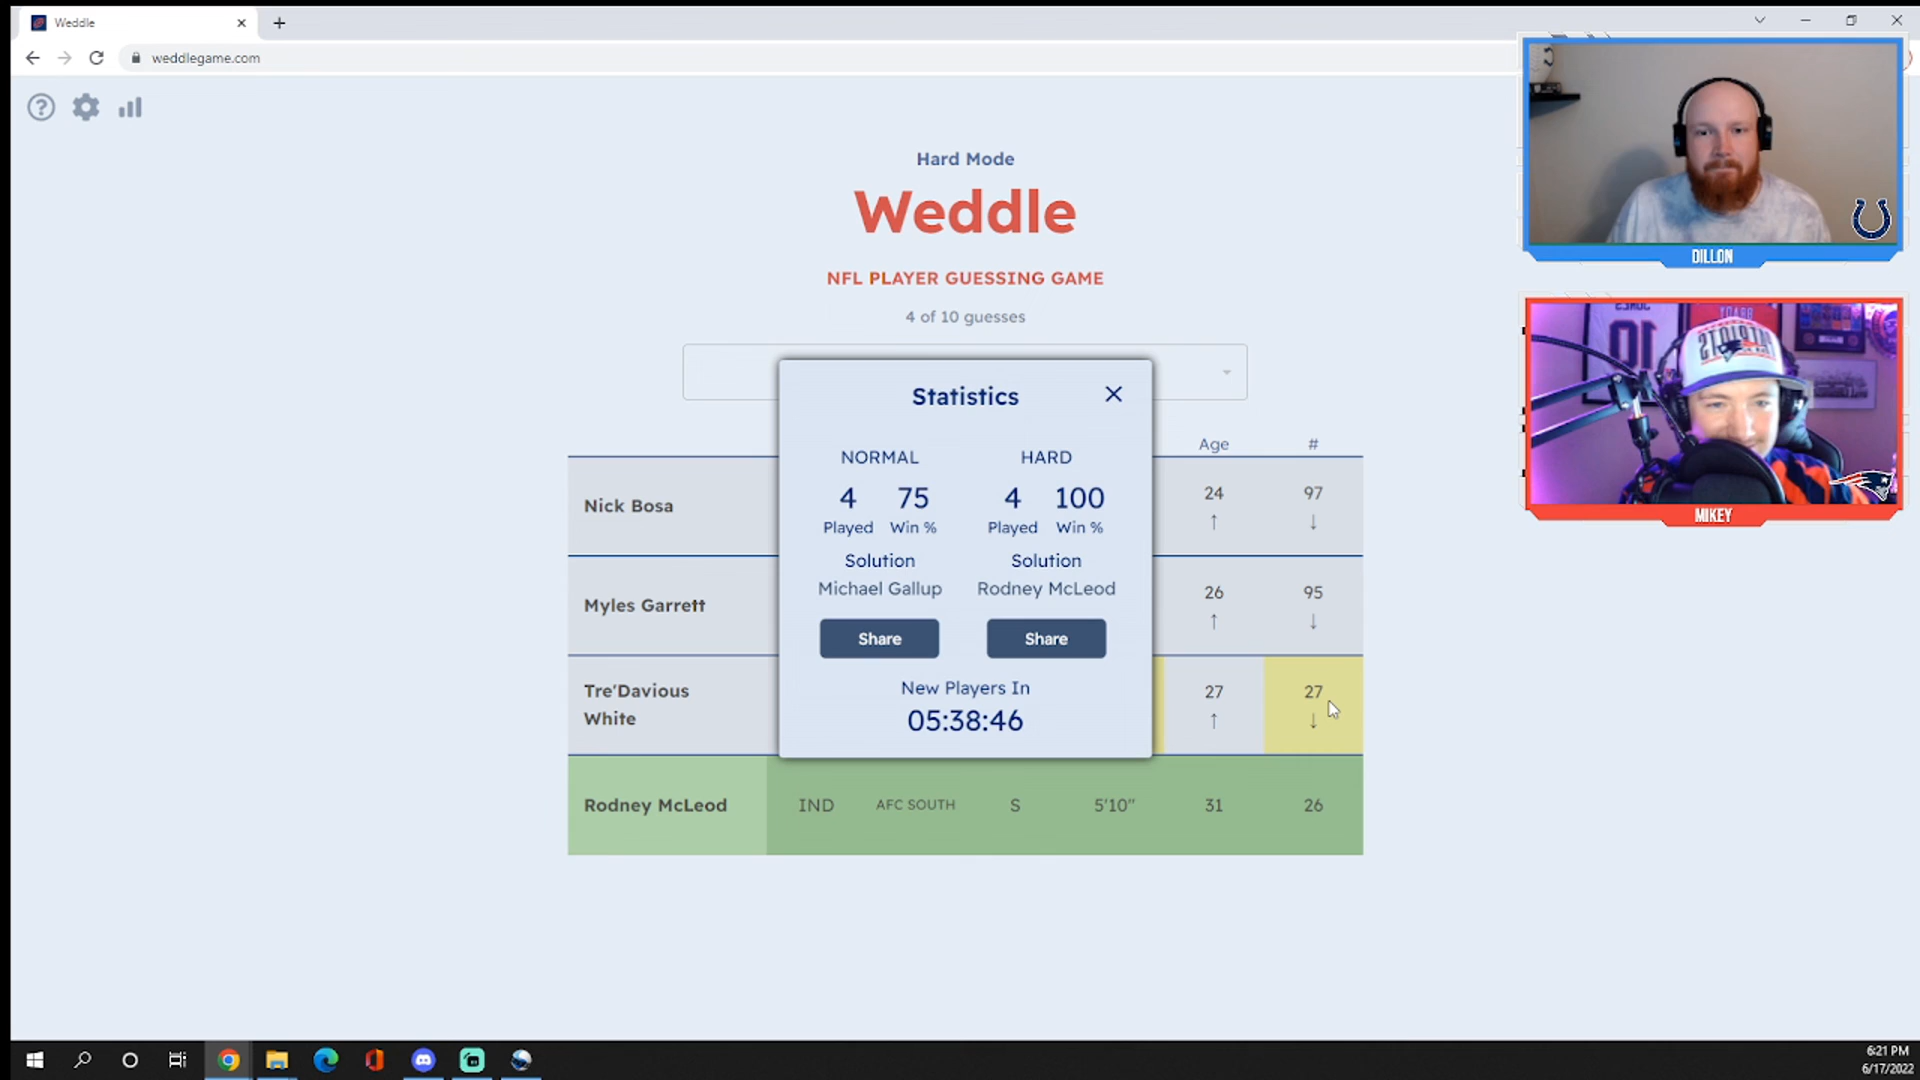 Weddle
weddlegame.com
Hard Mode
Weddle
NFL PLAYER GUESSING GAME
4 of 10 guesses
Statistics
NORMAL HARD
4 75 4 100
Played Win % Played Win %
Solution Solution
Michael Gallup Rodney McLeod
Share Share
New Players In
05:38:46
Age #
Nick Bosa 24 97
↑ ↓
Myles Garrett 26 95
↑ ↓
Tre'Davious
White
27 27
↑ ↓
Rodney McLeod IND AFC SOUTH S 5'10" 31 26
DILLON
10
PATRIOTS
MIKEY
6:21 PM
6/17/2022